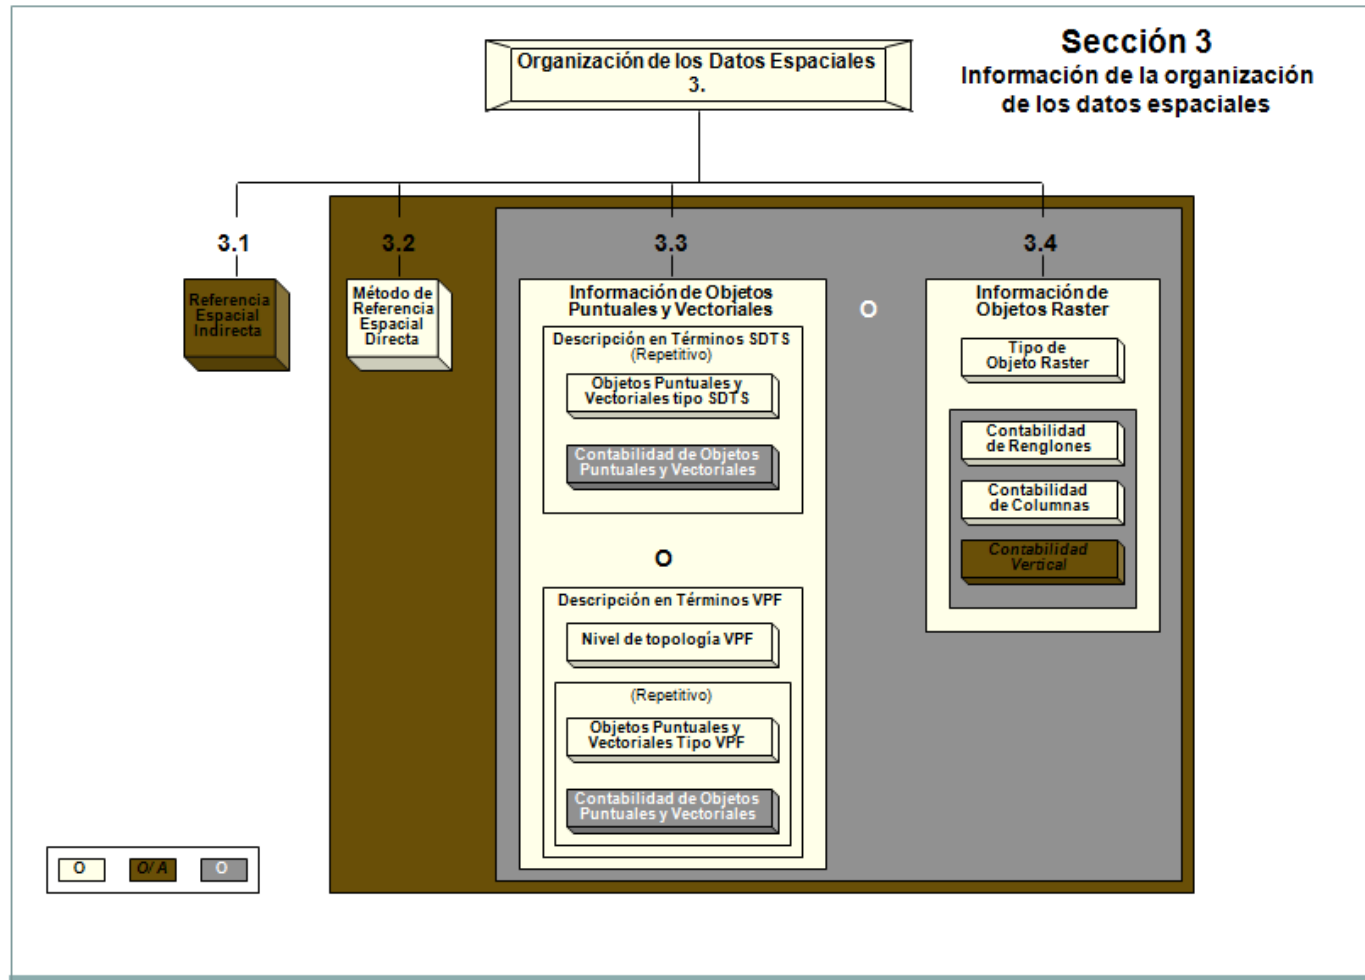 Sección 3
Información de la organización
de los datos espaciales
Organización de los Datos Espaciales
3.
3.1
Referencia
Espacial
Indirecta
3.2
Método de
Referencia
Espacial
Directa
3.3
Información de Objetos
Puntuales y Vectoriales
Descripción en Términos SDTS
(Repetitivo)
Objetos Puntuales y
Vectoriales tipo SDTS
Contabilidad de Objetos
Puntuales y Vectoriales
O
Descripción en Términos VPF
Nivel de topología VPF
(Repetitivo)
Objetos Puntuales y
Vectoriales Tipo VPF
Contabilidad de Objetos
Puntuales y Vectoriales
O
3.4
Información de
Objetos Raster
Tipo de
Objeto Raster
Contabilidad
de Renglones
Contabilidad
de Columnas
Contabilidad
Vertical
O
O/A
O